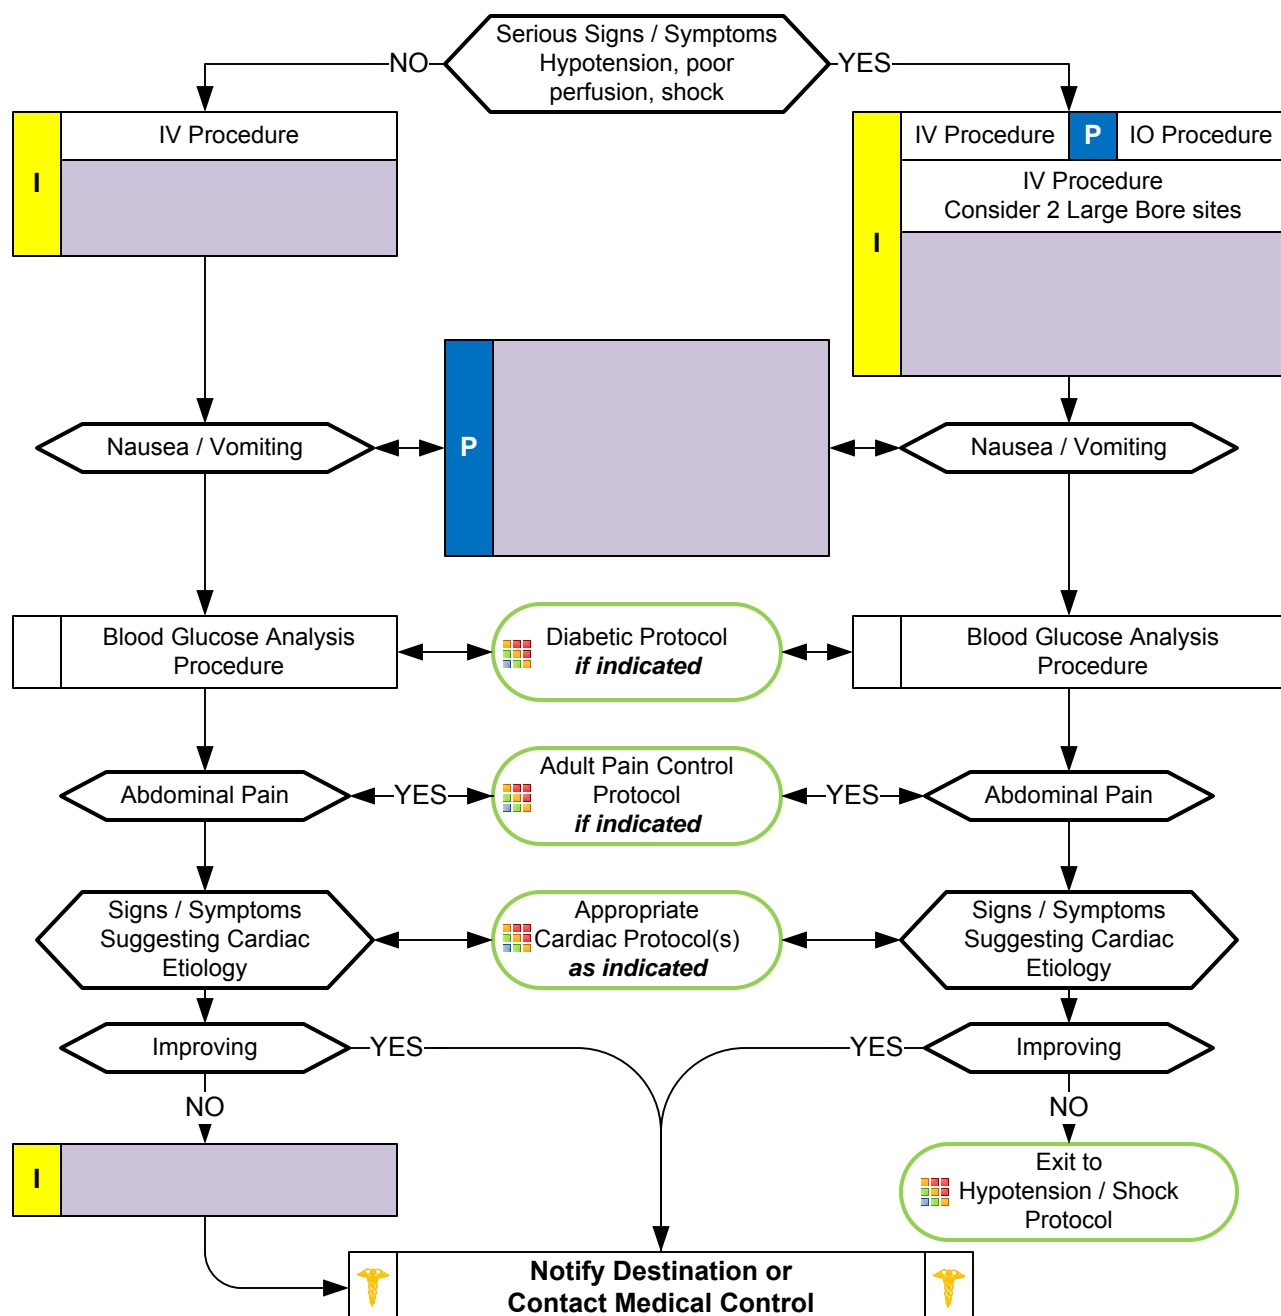 Serious Signs / Symptoms
Hypotension, poor
perfusion, shock
NO
YES
I
IV Procedure
I
IV Procedure
P
IO Procedure
IV Procedure
Consider 2 Large Bore sites
Nausea / Vomiting
P
Nausea / Vomiting
Blood Glucose Analysis
Procedure
Diabetic Protocol
if indicated
Blood Glucose Analysis
Procedure
Abdominal Pain
YES
Adult Pain Control
Protocol
if indicated
YES
Abdominal Pain
Signs / Symptoms
Suggesting Cardiac
Etiology
Appropriate
Cardiac Protocol(s)
as indicated
Signs / Symptoms
Suggesting Cardiac
Etiology
Improving
YES
YES
Improving
NO
NO
I
Exit to
Hypotension / Shock
Protocol
Notify Destination or
Contact Medical Control